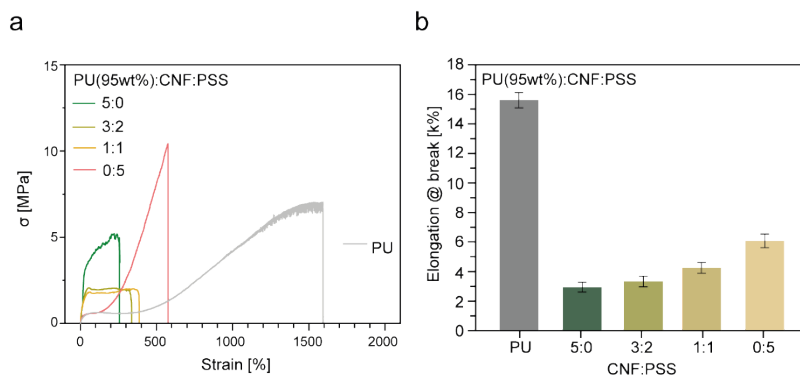 a
b
15
10
5
0
σ [MPa]
PU(95wt%):CNF:PSS
5:0
3:2
1:1
0:5
PU
0
500
1000
1500
2000
Strain [%]
18
16
14
12
10
8
6
4
2
0
Elongation @ break [k%]
PU(95wt%):CNF:PSS
PU
5:0
3:2
1:1
0:5
CNF:PSS